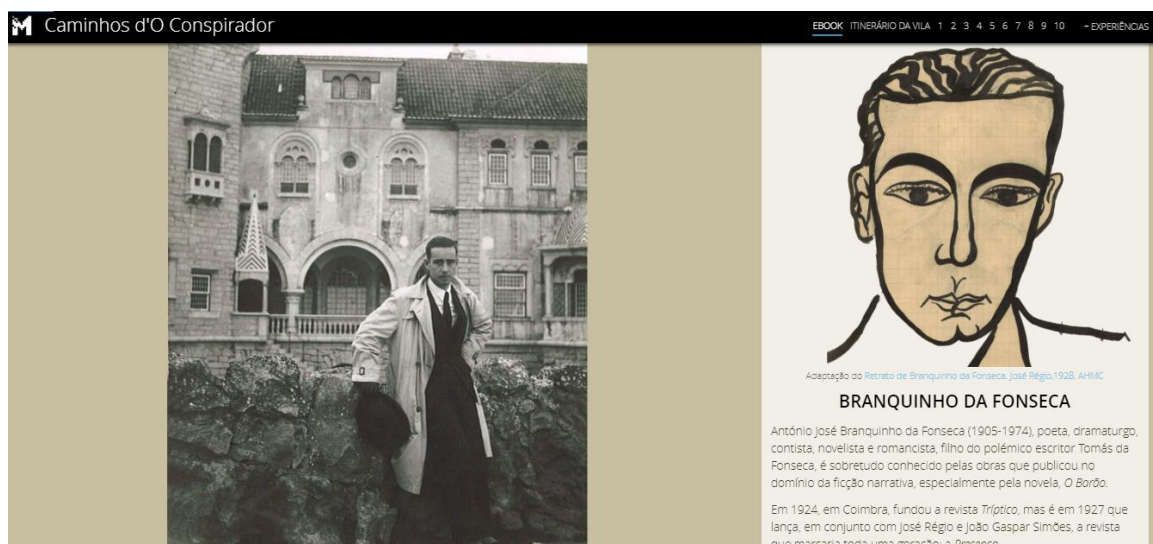 Caminhos d'O Conspirador
EBOOK ITINERÁRIO DA VILA 1 2 3 4 5 6 7 8 9 10 + EXPERIÊNCIAS
Adaptação do Retrato de Branquinho da Fonseca. José Régio,1928, AHMC
BRANQUINHO DA FONSECA
António José Branquinho da Fonseca (1905-1974), poeta, dramaturgo,
contista, novelista e romancista, filho do polémico escritor Tomás da
Fonseca, é sobretudo conhecido pelas obras que publicou no
domínio da ficção narrativa, especialmente pela novela, O Barão.
Em 1924, em Coimbra, fundou a revista Tríptico, mas é em 1927 que
lança, em conjunto com José Régio e João Gaspar Simões, a revista
que marcaria toda uma geração: a Presença